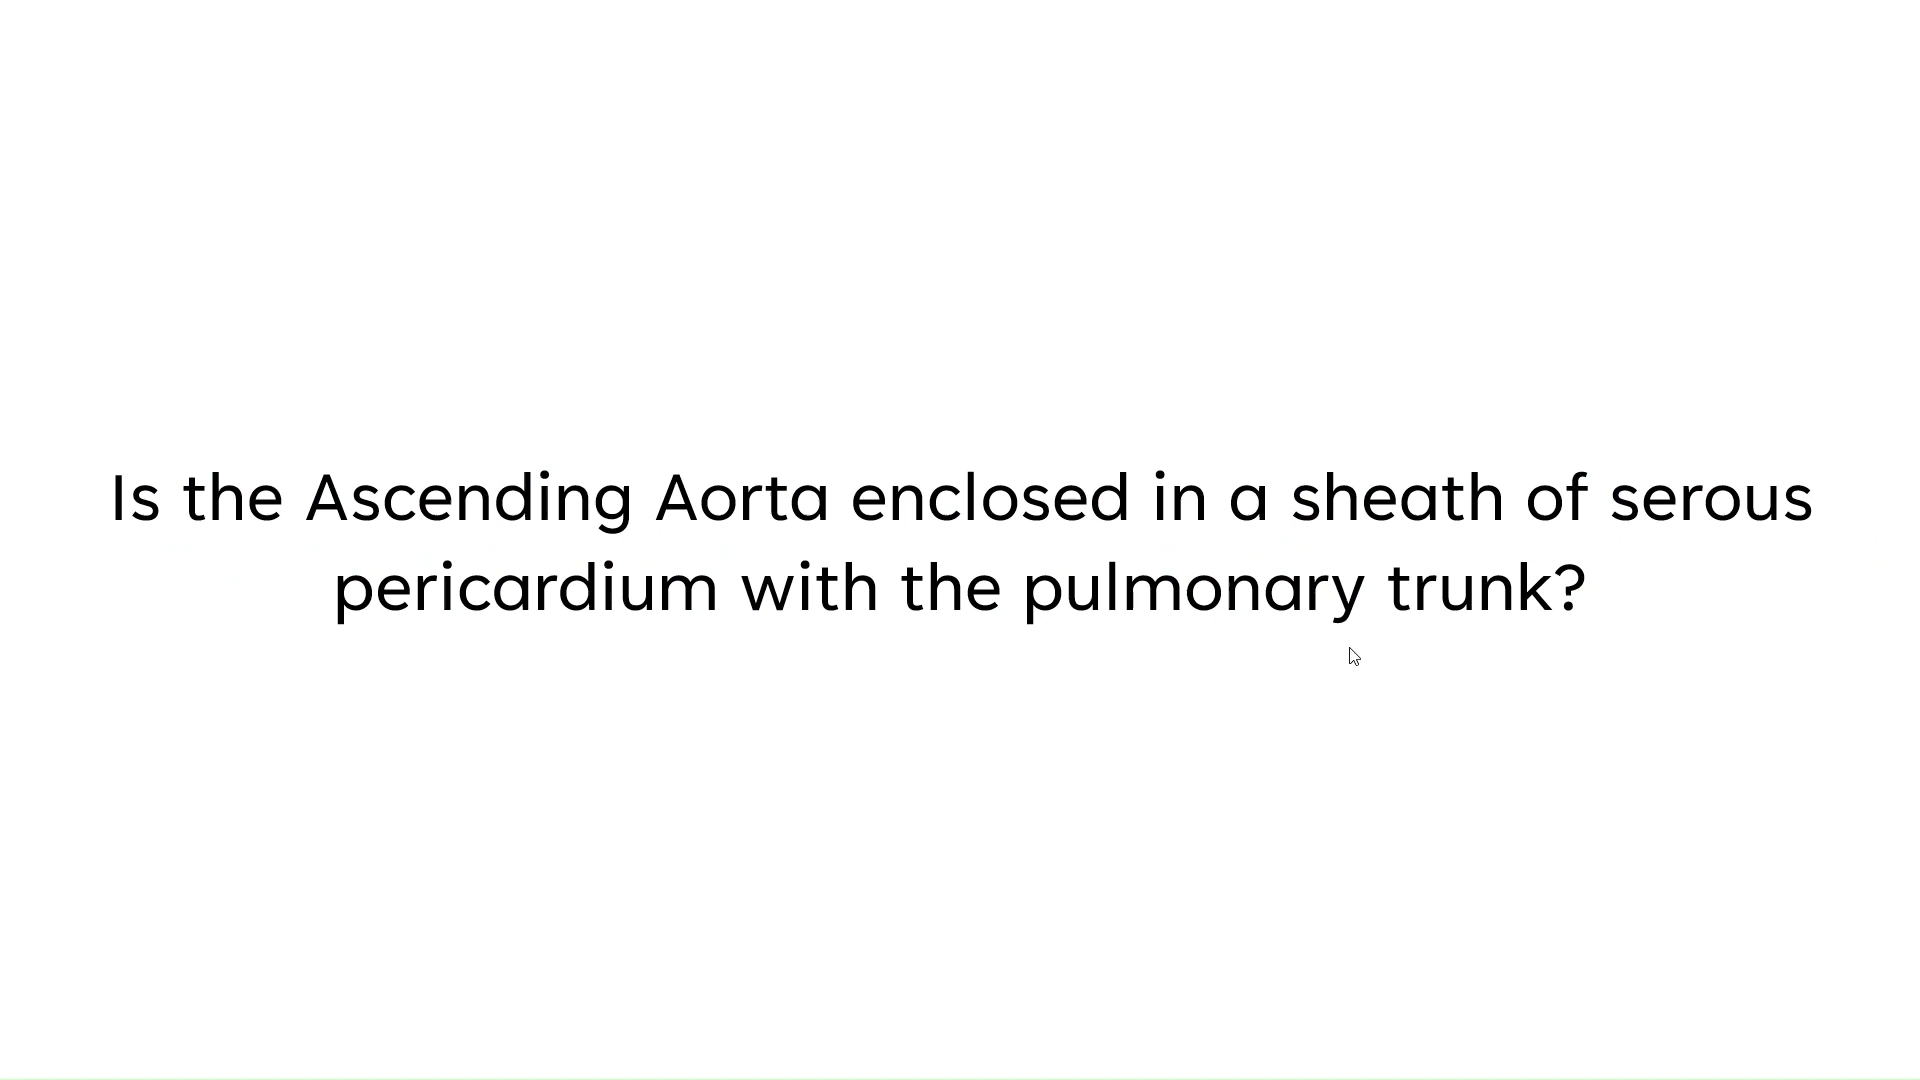 Is the Ascending Aorta enclosed in a sheath of serous
pericardium with the pulmonary trunk?